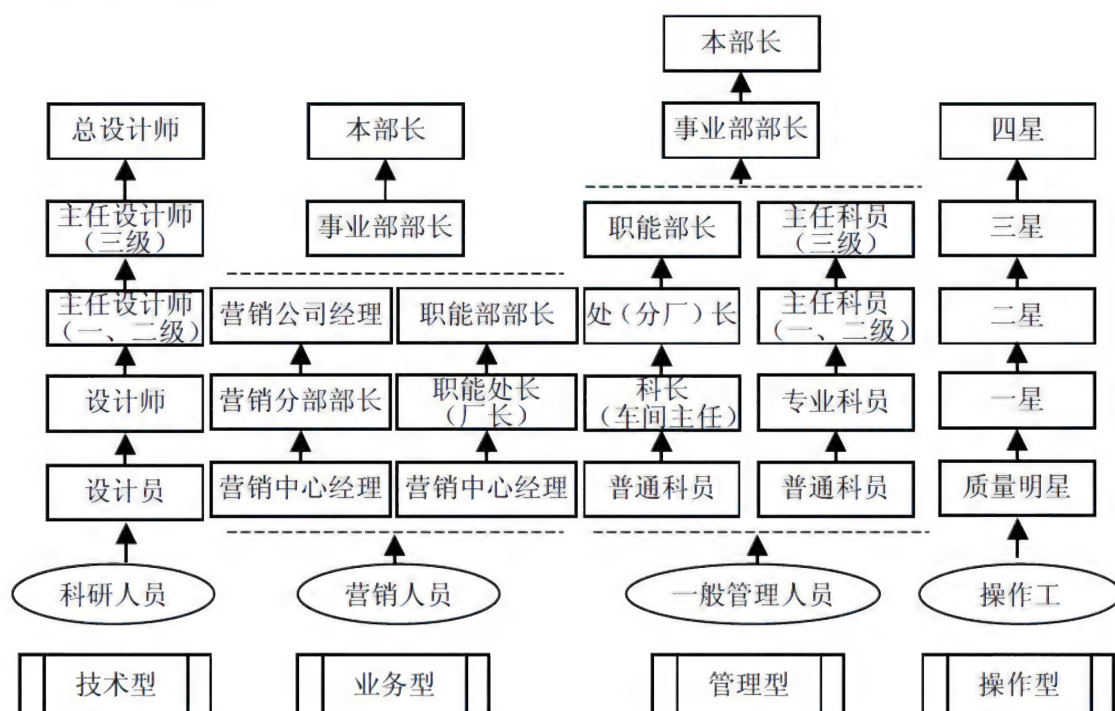 本部长
总设计师
本部长
事业部部长
四星
主任设计师
（三级）
事业部部长
职能部长
主任科员
（三级）
三星
主任设计师
（一、二级）
营销公司经理
职能部部长
处（分厂）长
主任科员
（一、二级）
二星
设计师
营销分部部长
职能处长
（厂长）
科长
（车间主任）
专业科员
一星
设计员
营销中心经理
营销中心经理
普通科员
普通科员
质量明星
科研人员
营销人员
一般管理人员
操作工
技术型
业务型
管理型
操作型